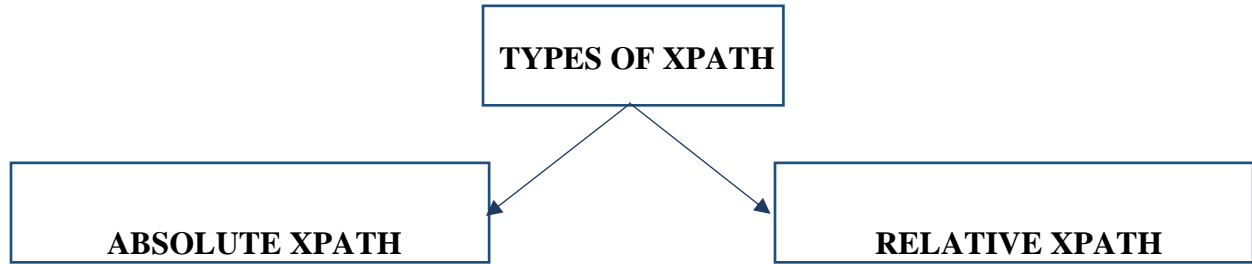 TYPES OF XPATH
ABSOLUTE XPATH
RELATIVE XPATH